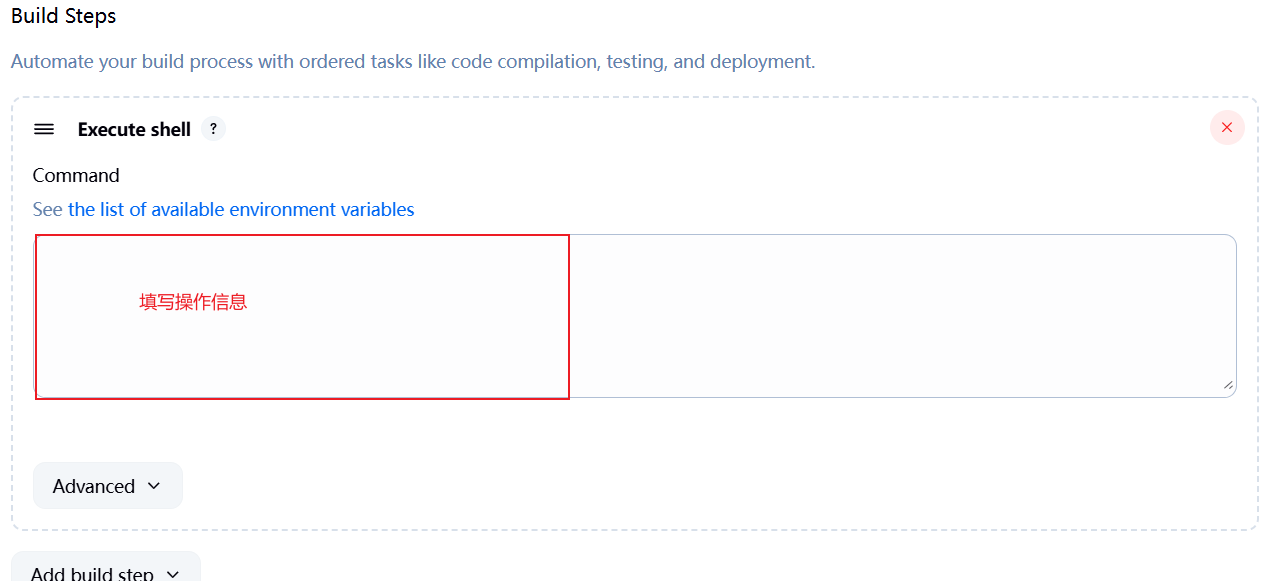 Build Steps
Automate your build process with ordered tasks like code compilation, testing, and deployment.
Execute shell ?
Command
See the list of available environment variables
填写操作信息
Advanced
Add build step